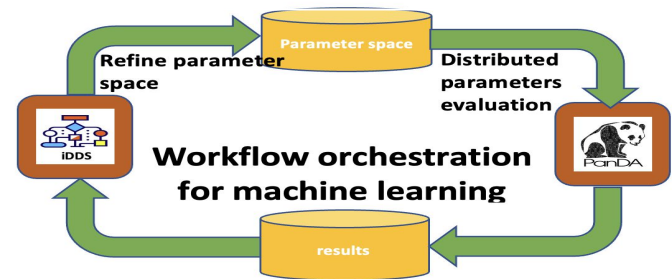 Parameter space
Refine parameter
space
Distributed
parameters
evaluation
iDDS
PanDA
Workflow orchestration
for machine learning
results